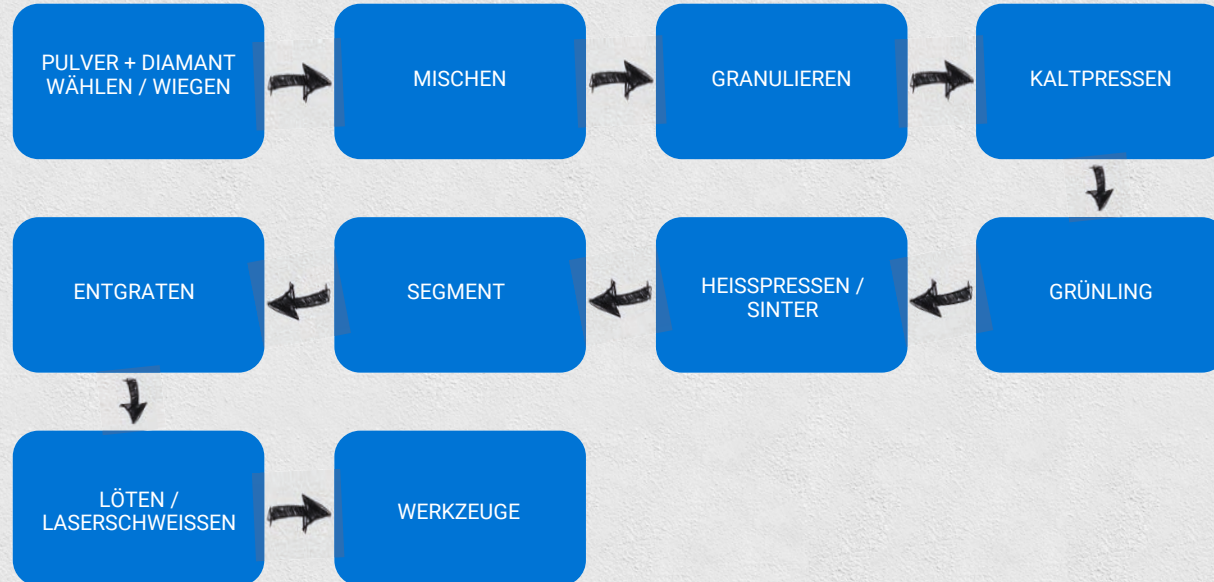 PULVER + DIAMANT
WÄHLEN / WIEGEN
MISCHEN
GRANULIEREN
KALTPRESSEN
GRÜNLING
HEISSPRESSEN /
SINTER
SEGMENT
ENTGRATEN
LÖTEN /
LASERSCHWEISSEN
WERKZEUGE